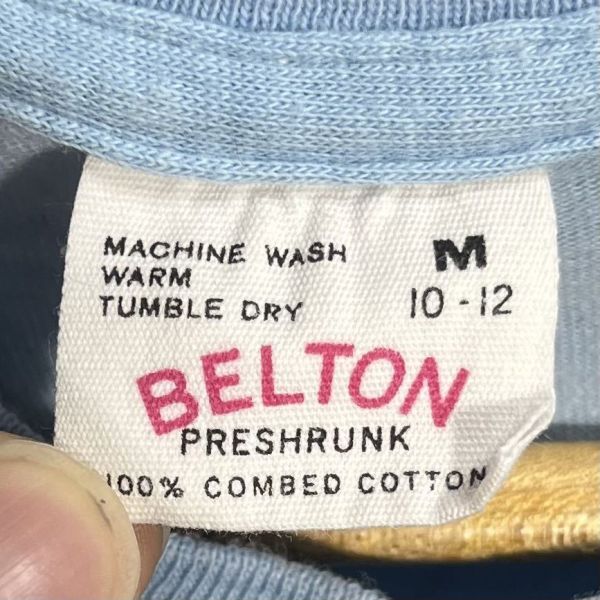 MACHINE WASH
WARM
TUMBLE DRY
M
10-12
BELTON
PRESHRUNK
100% COMBED COTTON